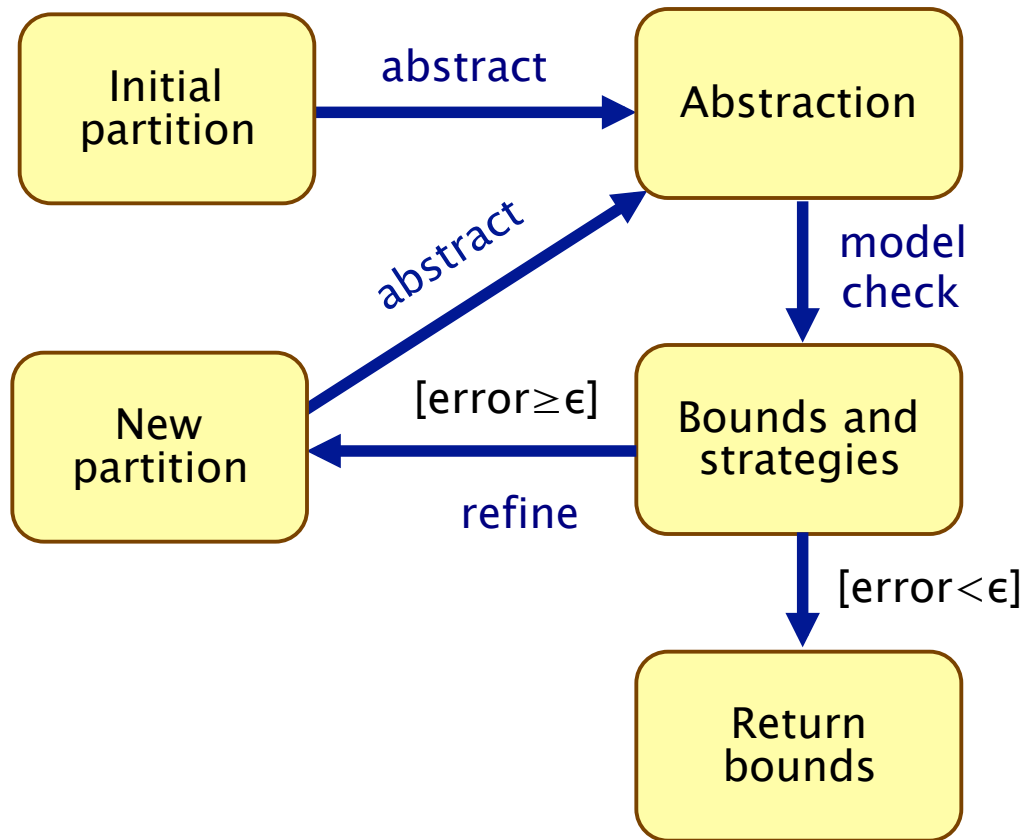 Initial
partition
abstract
Abstraction
abstract
model
check
New
partition
[error≥ϵ]
refine
Bounds and
strategies
[error<ϵ]
Return
bounds